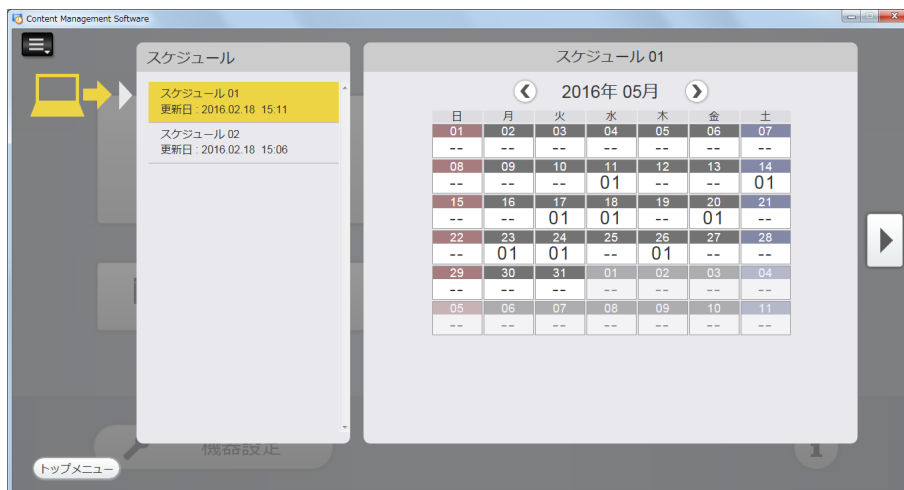 Content Management Software
スケジュール
スケジュール 01
更新日 : 2016.02.18 15:11
スケジュール 02
更新日 : 2016.02.18 15:06
スケジュール 01
2016年 05月
日 月 火 水 木 金 土
01 02 03 04 05 06 07
-- -- -- -- -- -- --
08 09 10 11 12 13 14
-- -- -- 01 -- -- 01
15 16 17 18 19 20 21
-- -- 01 01 -- 01 --
22 23 24 25 26 27 28
-- 01 01 -- 01 -- --
29 30 31 01 02 03 04
-- -- -- -- -- -- --
05 06 07 08 09 10 11
-- -- -- -- -- -- --
機器設定
i
トップメニュー